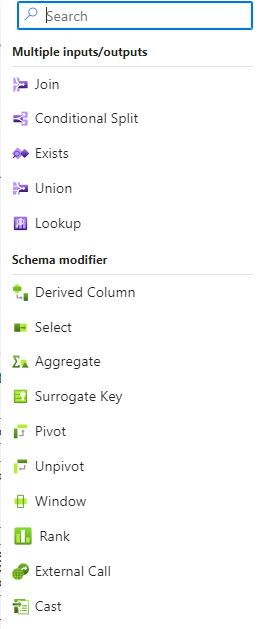 Search
Multiple inputs/outputs
Join
Conditional Split
Exists
Union
Lookup
Schema modifier
Derived Column
Select
Aggregate
Surrogate Key
Pivot
Unpivot
Window
Rank
External Call
Cast